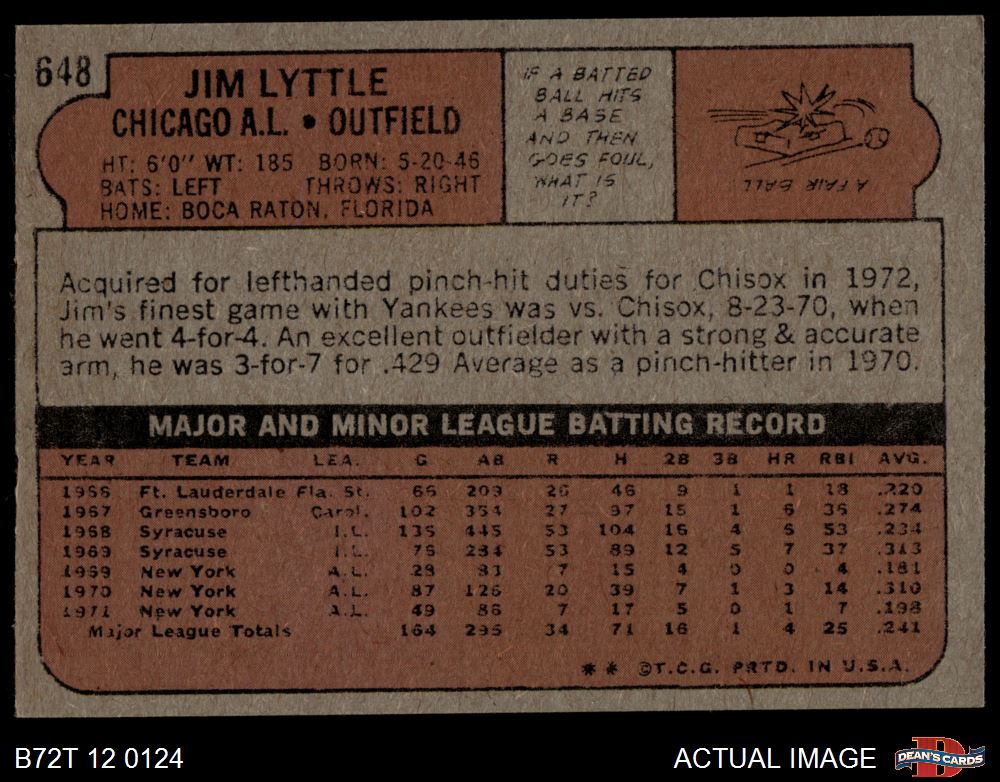 648
JIM LYTTLE
CHICAGO A.L. • OUTFIELD
HT: 6'0" WT: 185 BORN: 5-20-46
BATS: LEFT THROWS: RIGHT
HOME: BOCA RATON, FLORIDA
IF A BATTED
BALL HITS
A BASE
AND THEN
GOES FOUL,
WHAT IS
IT?
A FAIR BALL
Acquired for lefthanded pinch-hit duties for Chisox in 1972,
Jim's finest game with Yankees was vs. Chisox, 8-23-70, when
he went 4-for-4. An excellent outfielder with a strong & accurate
arm, he was 3-for-7 for .429 Average as a pinch-hitter in 1970.
MAJOR AND MINOR LEAGUE BATTING RECORD
YEAR TEAM LEA. G AB R H 2B 3B HR RBI AVG.
1966 Ft. Lauderdale Fla. St. 66 209 26 46 9 1 1 18 .220
1967 Greensboro Carol. 102 354 27 97 15 1 6 36 .274
1968 Syracuse I.L. 135 445 53 104 16 4 6 53 .234
1969 Syracuse I.L. 76 284 53 89 12 5 7 37 .313
1969 New York A.L. 28 83 7 15 4 0 0 4 .181
1970 New York A.L. 87 126 20 39 7 1 3 14 .310
1971 New York A.L. 49 86 7 17 5 0 1 7 .198
Major League Totals 164 295 34 71 16 1 4 25 .241
* * ©T.C.G. PRTD. IN U.S.A.
B72T 12 0124
ACTUAL IMAGE
D
DEAN'S CARDS